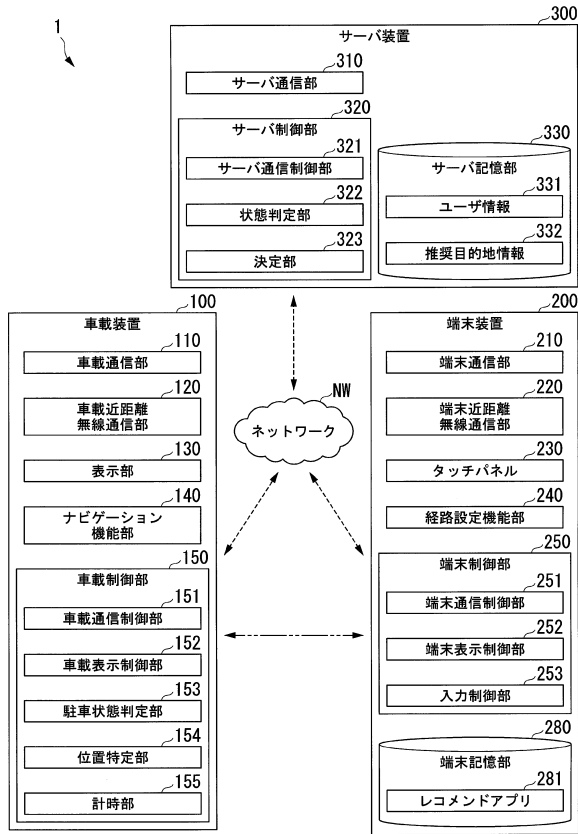 1
300
サーバ装置
310
サーバ通信部
320
サーバ制御部
321
サーバ通信制御部
322
状態判定部
323
決定部
330
サーバ記憶部
331
ユーザ情報
332
推奨目的地情報
100
車載装置
110
車載通信部
120
車載近距離
無線通信部
130
表示部
140
ナビゲーション
機能部
150
車載制御部
151
車載通信制御部
152
車載表示制御部
153
駐車状態判定部
154
位置特定部
155
計時部
NW
ネットワーク
200
端末装置
210
端末通信部
220
端末近距離
無線通信部
230
タッチパネル
240
経路設定機能部
250
端末制御部
251
端末通信制御部
252
端末表示制御部
253
入力制御部
280
端末記憶部
281
レコメンドアプリ